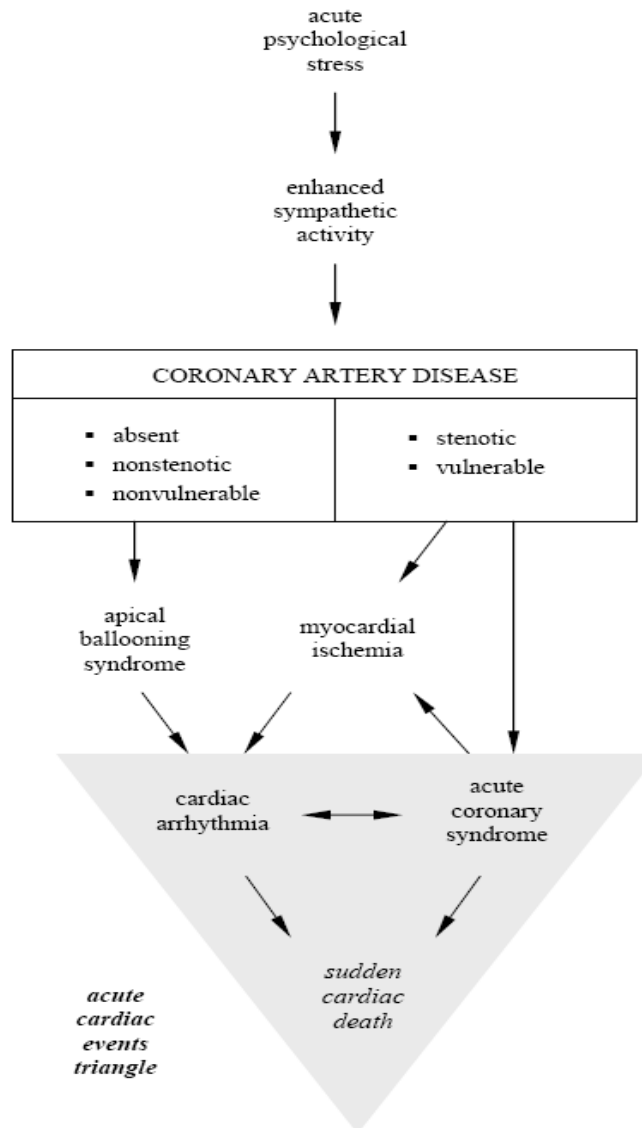 acute
psychological
stress
enhanced
sympathetic
activity
CORONARY ARTERY DISEASE
▪ absent
▪ nonstenotic
▪ nonvulnerable
▪ stenotic
▪ vulnerable
apical
ballooning
syndrome
myocardial
ischemia
cardiac
arrhythmia
acute
coronary
syndrome
sudden
cardiac
death
acute
cardiac
events
triangle